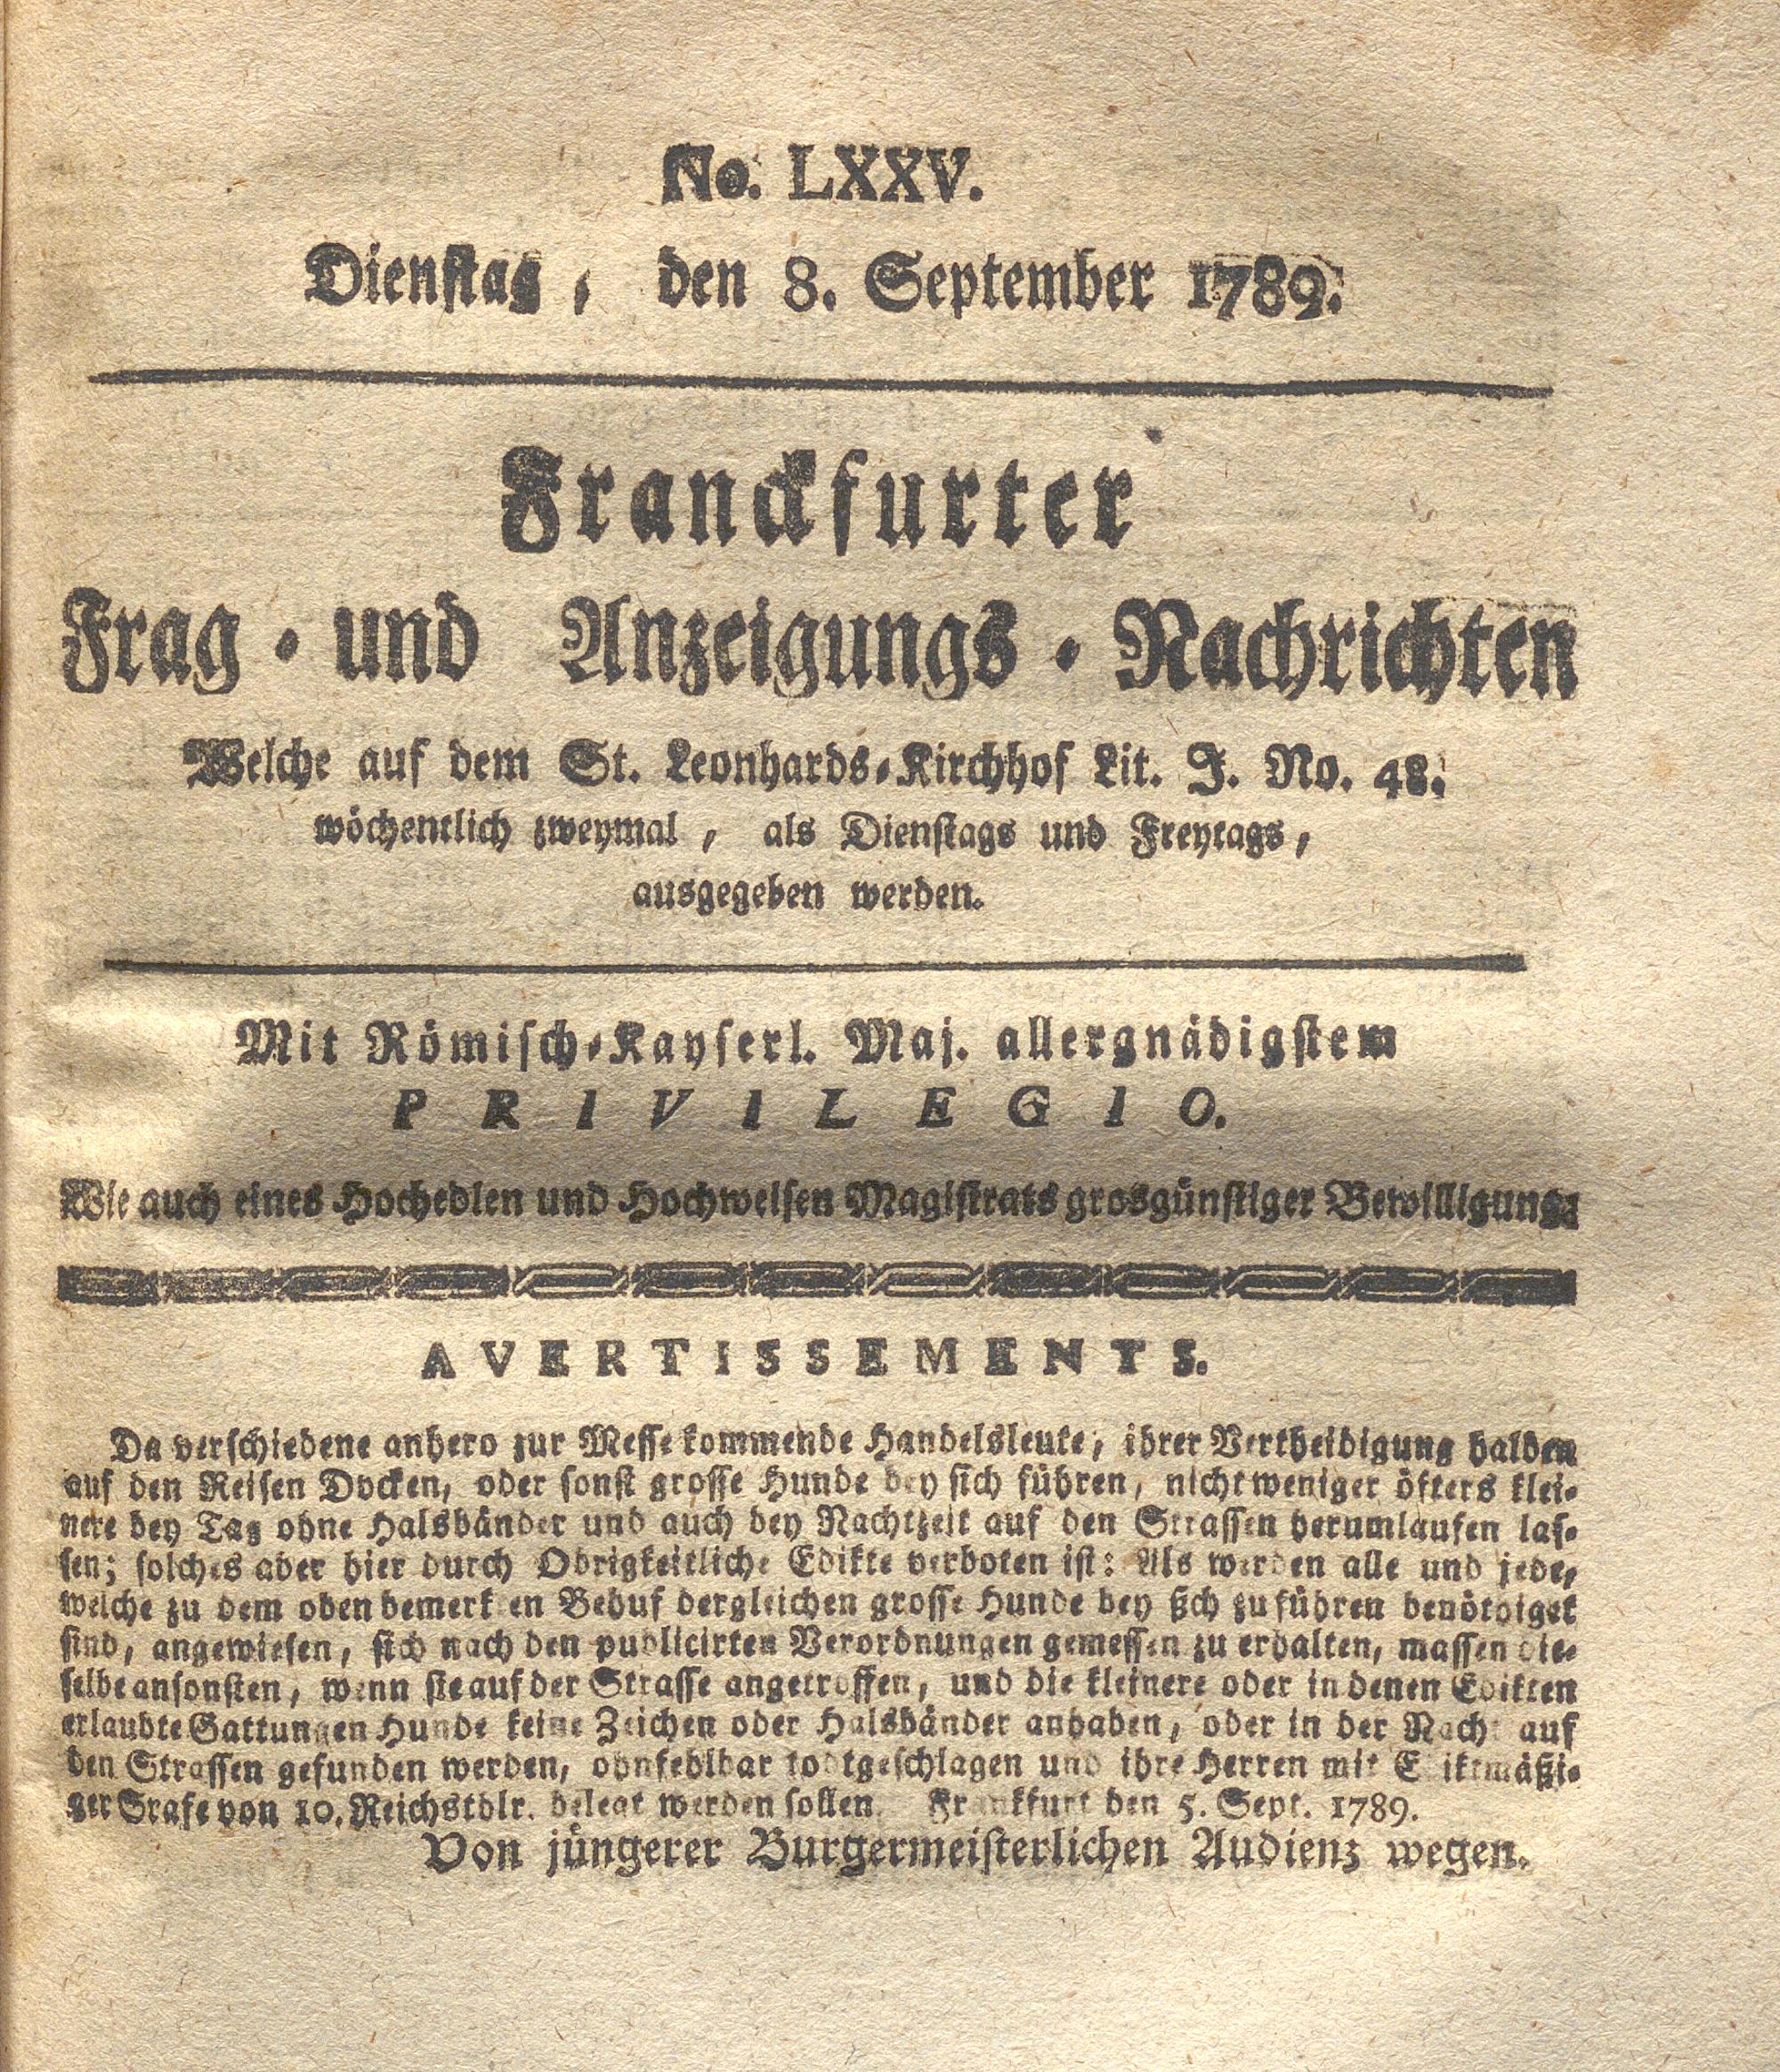 No. LXXV.
Dienstag, den 8. September 1789.
Franckfurter
Frag- und Anzeigungs-Nachrichten
Welche auf dem St. Leonhards-Kirchhof Lit. J. No. 48.
wöchentlich zweymal, als Dienstags und Freytags,
ausgegeben werden.
Mit Römisch-Kayserl. Maj. allergnädigstem
PRIVILEGIO.
Wie auch eines Hochedlen und Hochweisen Magistrats grosgünstiger Bewilligung.
AVERTISSEMENTS.
Da verschiedene anhero zur Messe kommende Handelsleute, ihrer Vertheidigung halben
auf den Reisen Docken, oder sonst grosse Hunde bey sich führen, nicht weniger öfters klei-
nere bey Tag ohne Halsbänder und auch bey Nachtzeit auf den Strassen herumlaufen las-
sen; solches aber hier durch Obrigkeitliche Edikte verboten ist: Als werden alle und jede,
welche zu dem oben bemerkten Behuf dergleichen grosse Hunde bey sich zu führen benöthiget
sind, angewiesen, sich nach den publicirten Verordnungen gemessen zu erhalten, massen die-
selbe ansonsten, wenn sie auf der Strasse angetroffen, und die kleinere oder in denen Edikten
erlaubte Gattungen Hunde keine Zeichen oder Halsbänder anhaben, oder in der Nacht auf
den Strassen gefunden werden, ohnfehlbar todtgeschlagen und ihre Herren mit Ediktmäßi-
ger Srafe von 10. Reichsthlr. belegt werden sollen. Frankfurt den 5. Sept. 1789.
Von jüngerer Burgermeisterlichen Audienz wegen.